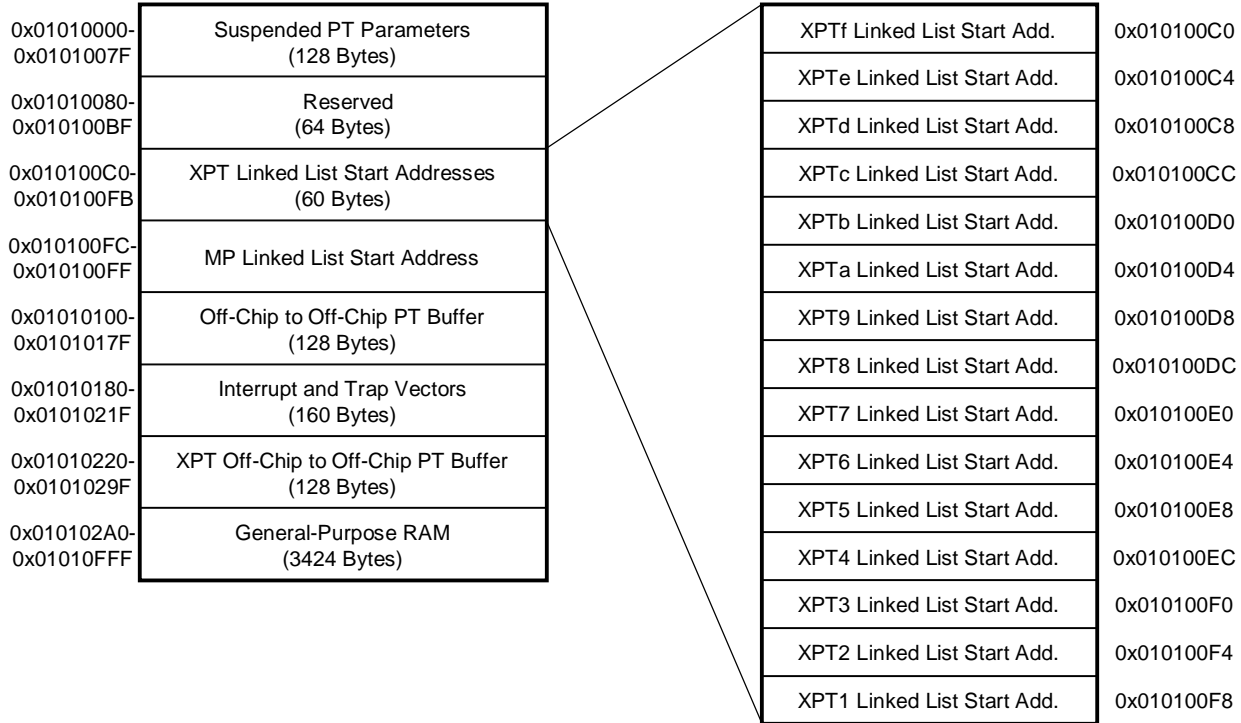 0x01010000-
0x0101007F
Suspended PT Parameters
(128 Bytes)
0x01010080-
0x010100BF
Reserved
(64 Bytes)
0x010100C0-
0x010100FB
XPT Linked List Start Addresses
(60 Bytes)
0x010100FC-
0x010100FF
MP Linked List Start Address
0x01010100-
0x0101017F
Off-Chip to Off-Chip PT Buffer
(128 Bytes)
0x01010180-
0x0101021F
Interrupt and Trap Vectors
(160 Bytes)
0x01010220-
0x0101029F
XPT Off-Chip to Off-Chip PT Buffer
(128 Bytes)
0x010102A0-
0x01010FFF
General-Purpose RAM
(3424 Bytes)
XPTf Linked List Start Add. 0x010100C0
XPTe Linked List Start Add. 0x010100C4
XPTd Linked List Start Add. 0x010100C8
XPTc Linked List Start Add. 0x010100CC
XPTb Linked List Start Add. 0x010100D0
XPTa Linked List Start Add. 0x010100D4
XPT9 Linked List Start Add. 0x010100D8
XPT8 Linked List Start Add. 0x010100DC
XPT7 Linked List Start Add. 0x010100E0
XPT6 Linked List Start Add. 0x010100E4
XPT5 Linked List Start Add. 0x010100E8
XPT4 Linked List Start Add. 0x010100EC
XPT3 Linked List Start Add. 0x010100F0
XPT2 Linked List Start Add. 0x010100F4
XPT1 Linked List Start Add. 0x010100F8